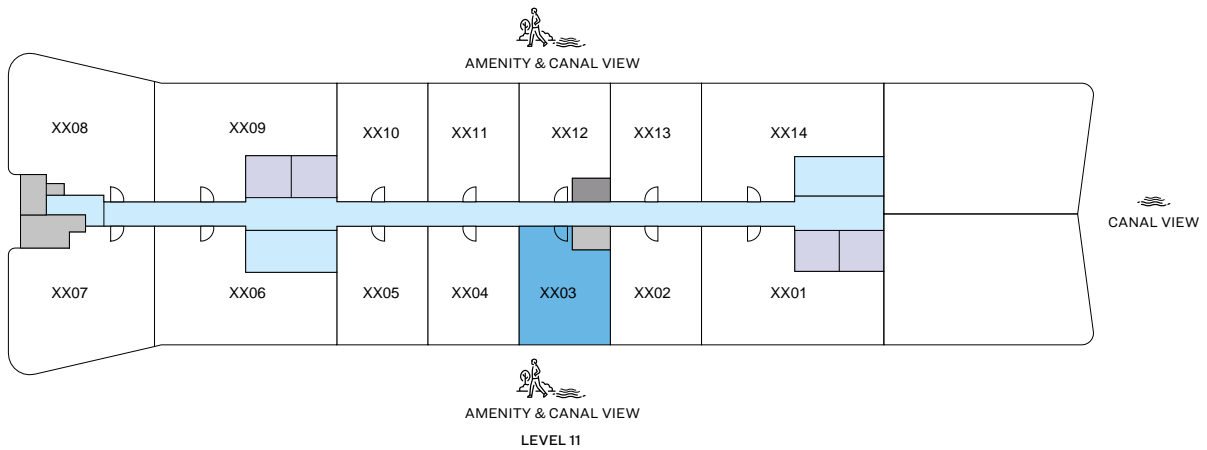 AMENITY & CANAL VIEW
XX08
XX09
XX10
XX11
XX12
XX13
XX14
CANAL VIEW
XX07
XX06
XX05
XX04
XX03
XX02
XX01
AMENITY & CANAL VIEW
LEVEL 11